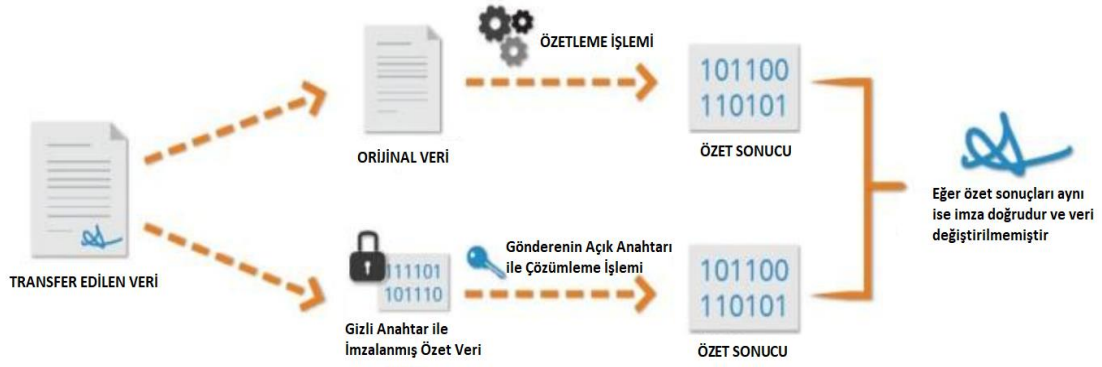 ÖZETLEME İŞLEMİ
101100
110101
ORİJİNAL VERİ
ÖZET SONUCU
Eğer özet sonuçları aynı
ise imza doğrudur ve veri
değiştirilmemiştir
TRANSFER EDİLEN VERİ
Gönderenin Açık Anahtarı
ile Çözümleme İşlemi
111101
101110
101100
110101
Gizli Anahtar ile
İmzalanmış Özet Veri
ÖZET SONUCU